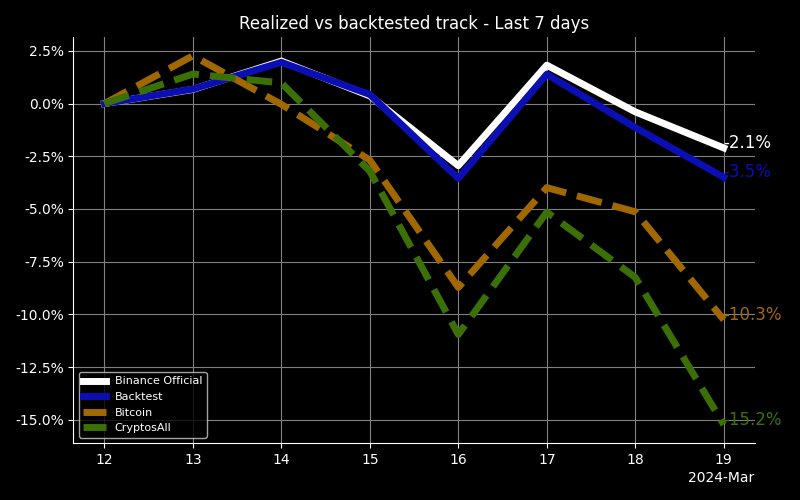 Realized vs backtested track - Last 7 days
2.5%
0.0%
-2.5%
-5.0%
-7.5%
-10.0%
-12.5%
-15.0%
-2.1%
-3.5%
-10.3%
-15.2%
Binance Official
Backtest
Bitcoin
CryptosAll
12 13 14 15 16 17 18 19
2024-Mar